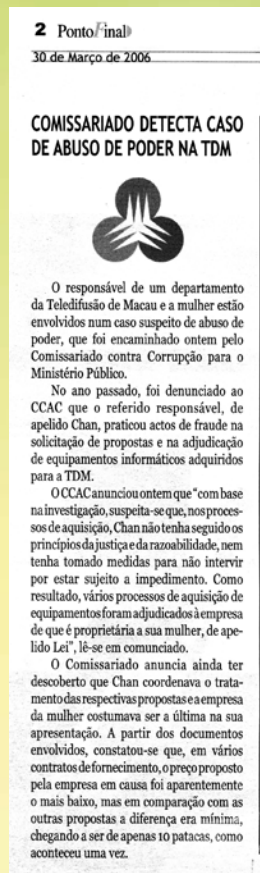 2 PontoFinal
30 de Março de 2006
COMISSARIADO DETECTA CASO
DE ABUSO DE PODER NA TDM
O responsável de um departamento
da Teledifusão de Macau e a mulher estão
envolvidos num caso suspeito de abuso de
poder, que foi encaminhado ontem pelo
Comissariado contra Corrupção para o
Ministério Público.
No ano passado, foi denunciado ao
CCAC que o referido responsável, de
apelido Chan, praticou actos de fraude na
solicitação de propostas e na adjudicação
de equipamentos informáticos adquiridos
para a TDM.
O CCAC anunciou ontem que "com base
na investigação, suspeita-se que, nos proces-
sos de aquisição, Chan não tenha seguido os
princípios da justiça e da razoabilidade, nem
tenha tomado medidas para não intervir
por estar sujeito a impedimento. Como
resultado, vários processos de aquisição de
equipamentos foram adjudicados à empresa
de que é proprietária a sua mulher, de ape-
lido Lei", lê-se em comunciado.
O Comissariado anuncia ainda ter
descoberto que Chan coordenava o trata-
mento das respectivas propostas e a empresa
da mulher costumava ser a última na sua
apresentação. A partir dos documentos
envolvidos, constatou-se que, em vários
contratos de fornecimento, o preço proposto
pela empresa em causa foi aparentemente
o mais baixo, mas em comparação com as
outras propostas a diferença era mínima,
chegando a ser de apenas 10 patacas, como
aconteceu uma vez.